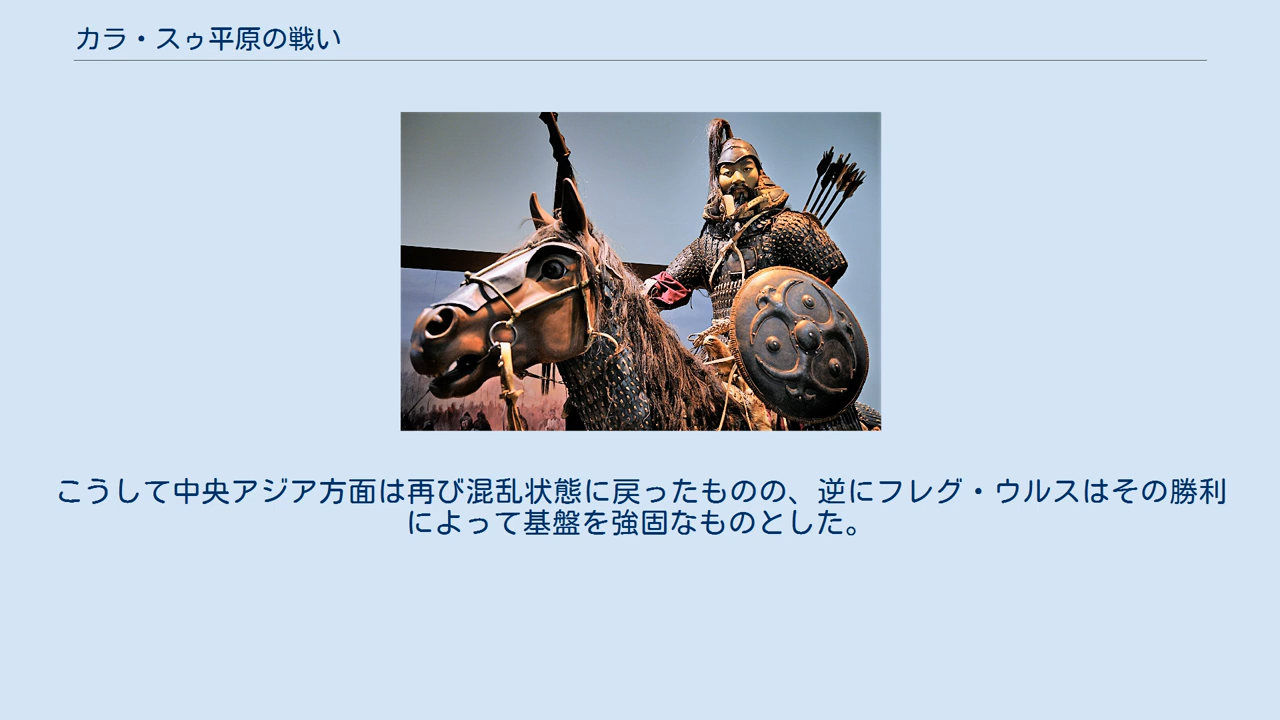 カラ・スゥ平原の戦い
こうして中央アジア方面は再び混乱状態に戻ったものの、逆にフレグ・ウルスはその勝利
によって基盤を強固なものとした。